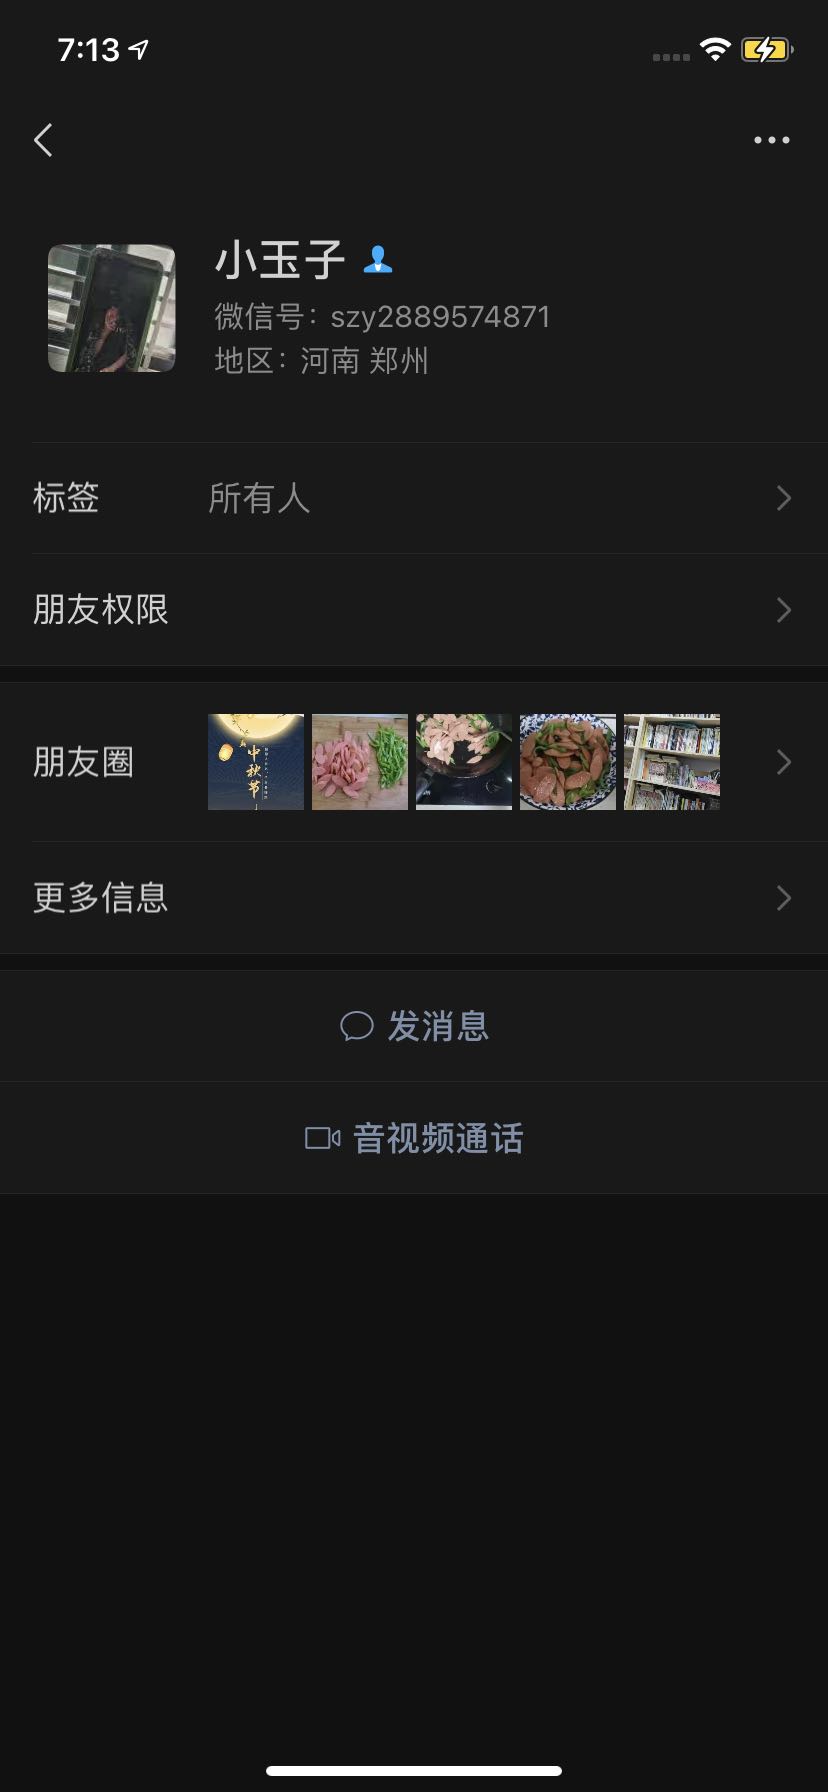 7:13
小玉子
微信号：szy2889574871
地区：河南 郑州
标签
所有人
朋友权限
朋友圈
中秋节
更多信息
发消息
音视频通话